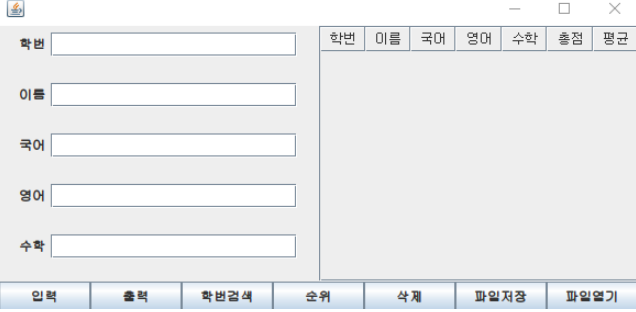 학번
이름
국어
영어
수학
학번 이름 국어 영어 수학 총점 평균
입력 출력 학번검색 순위 삭제 파일저장 파일열기